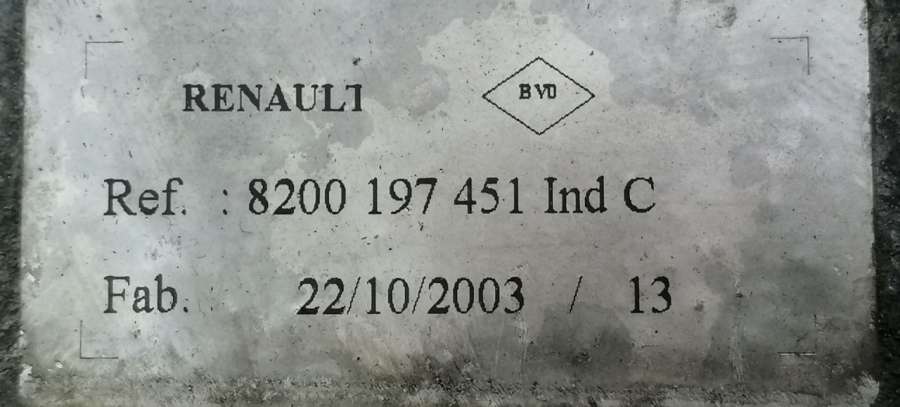 RENAULT BVD
Ref. : 8200 197 451 Ind C
Fab. 22/10/2003 / 13